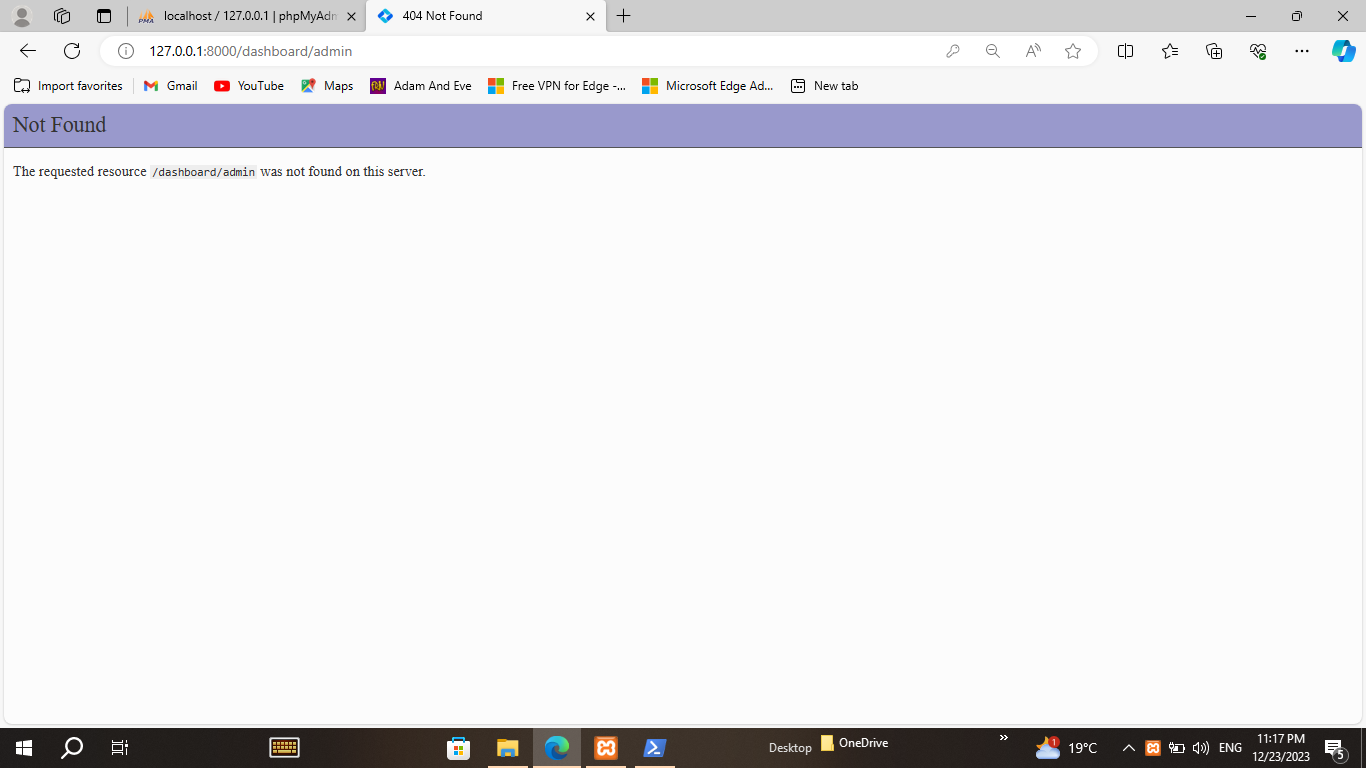 localhost / 127.0.0.1 | phpMyAdm
404 Not Found
127.0.0.1:8000/dashboard/admin
Import favorites
Gmail
YouTube
Maps
Adam And Eve
Free VPN for Edge -...
Microsoft Edge Ad...
New tab
Not Found
The requested resource /dashboard/admin was not found on this server.
Desktop
OneDrive
1
19°C
ENG
11:17 PM
12/23/2023
5